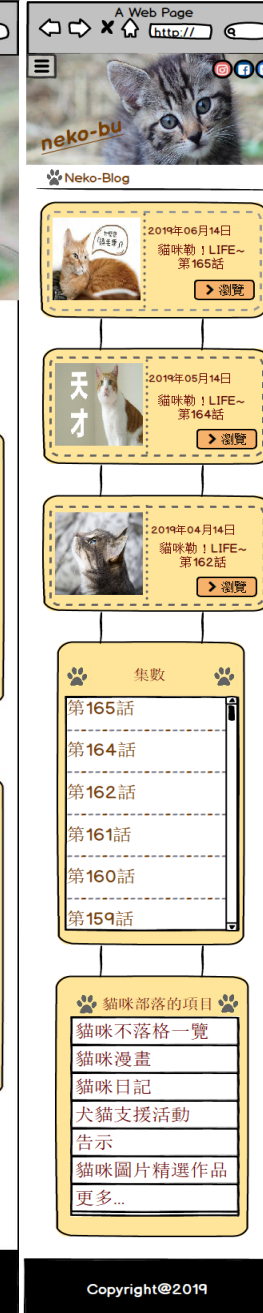 A Web Page
http://
neko-bu
Neko-Blog
2019年06月14日
貓咪勒！LIFE~
第165話
瀏覽
天才
2019年05月14日
貓咪勒！LIFE~
第164話
瀏覽
2019年04月14日
貓咪勒！LIFE~
第162話
瀏覽
集數
第165話
第164話
第162話
第161話
第160話
第159話
貓咪部落的項目
貓咪不落格一覽
貓咪漫畫
貓咪日記
犬貓支援活動
告示
貓咪圖片精選作品
更多...
Copyright@2019